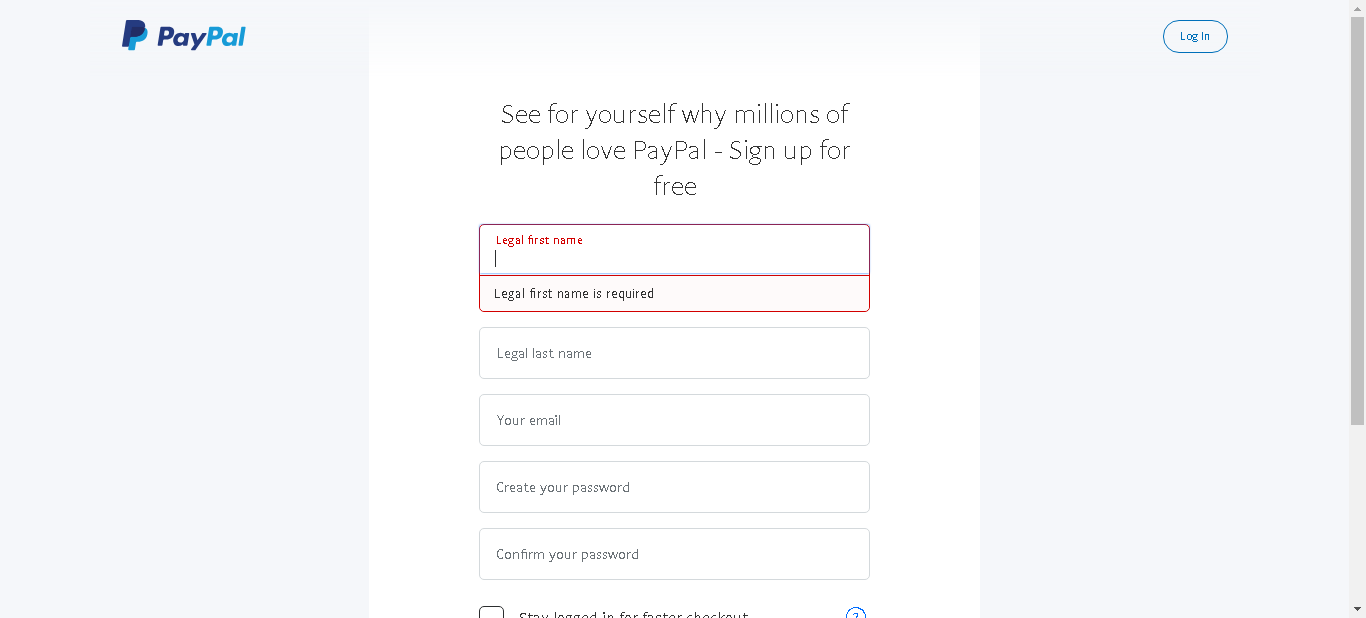 PayPal
Log In
See for yourself why millions of
people love PayPal - Sign up for
free
Legal first name
Legal first name is required
Legal last name
Your email
Create your password
Confirm your password
Stay logged in for faster checkout
?